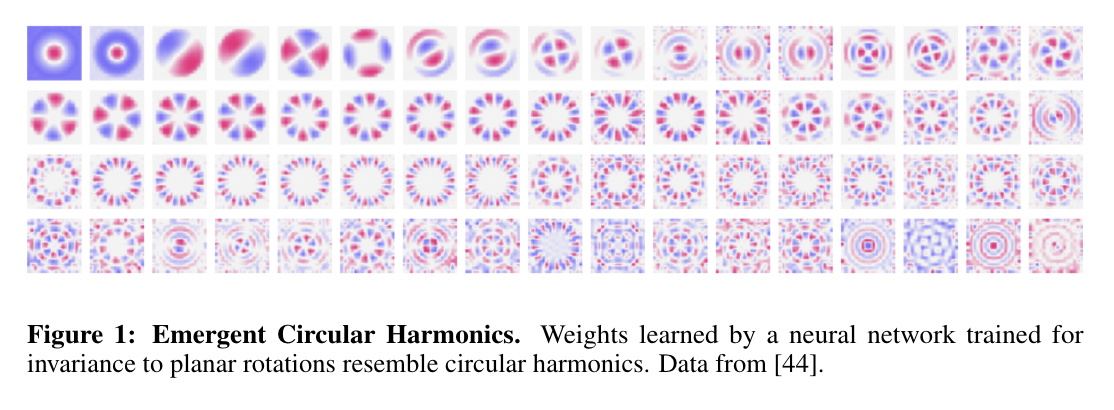 Figure 1: Emergent Circular Harmonics. Weights learned by a neural network trained for
invariance to planar rotations resemble circular harmonics. Data from [44].